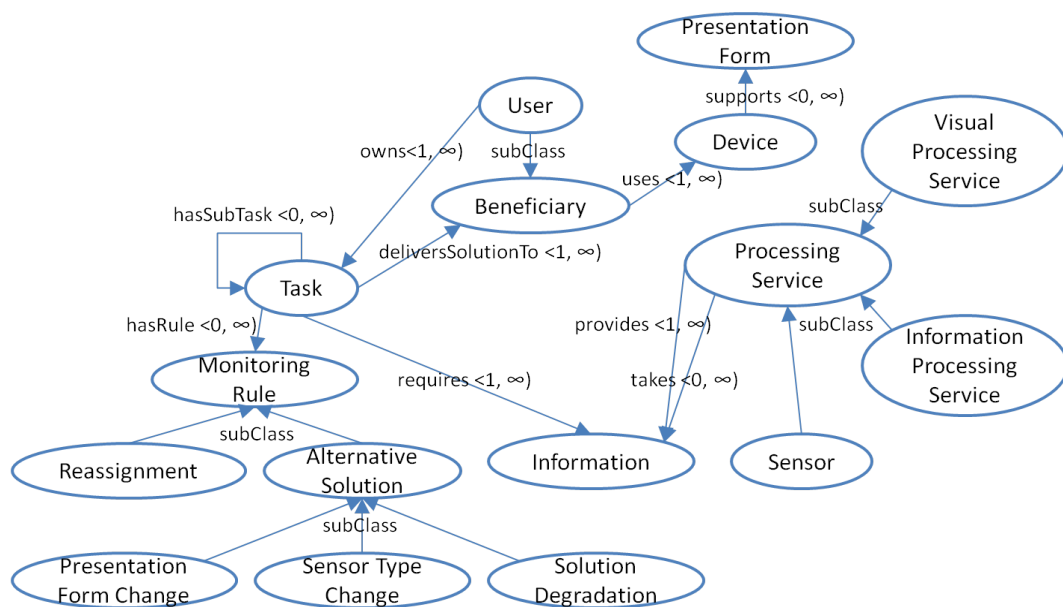 Presentation
Form
supports <0, ∞)
User
Device
Visual
Processing
Service
owns<1, ∞)
subClass
uses <1, ∞)
Beneficiary
subClass
hasSubTask <0, ∞)
deliversSolutionTo <1, ∞)
Processing
Service
Task
hasRule <0, ∞)
provides <1, ∞)
subClass
Information
Processing
Service
Monitoring
Rule
requires <1, ∞)
takes <0, ∞)
subClass
Reassignment
Alternative
Solution
Information
Sensor
subClass
Presentation
Form Change
Sensor Type
Change
Solution
Degradation